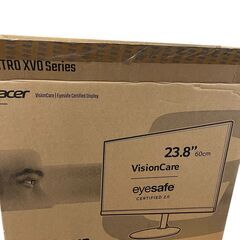 TRO XV0 Series
acer VisionCare | Eyesafe Certified Display
23.8" 60cm
VisionCare
eyesafe
CERTIFIED 2.0